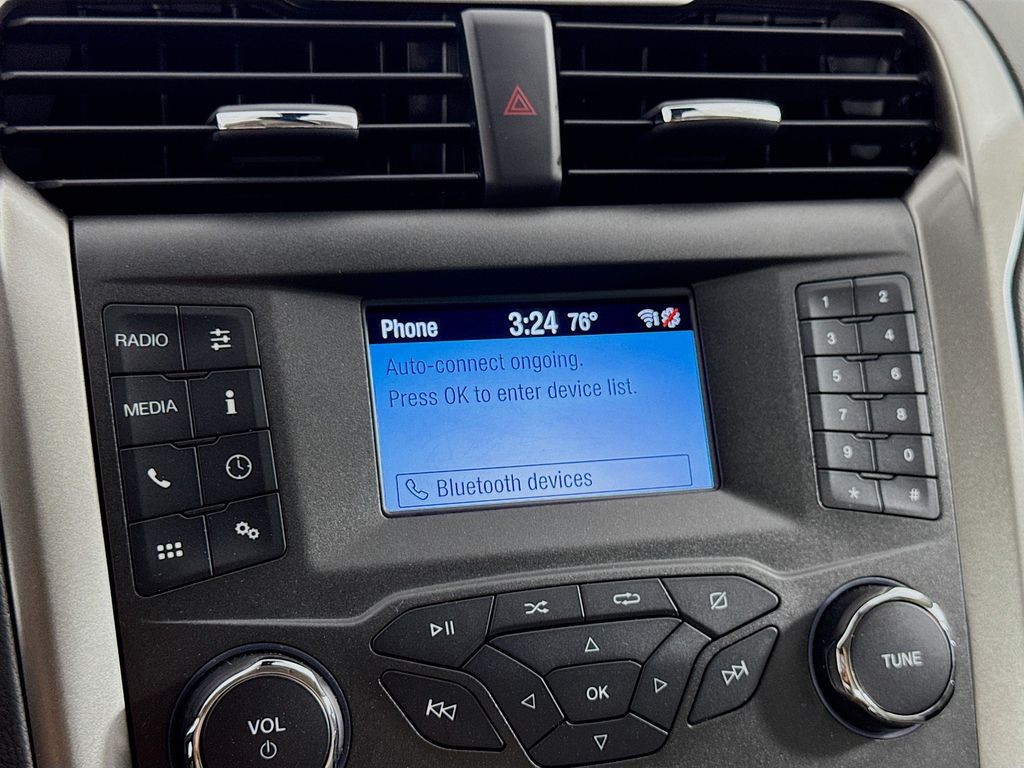 Phone 3:24 76°
Auto-connect ongoing.
Press OK to enter device list.
Bluetooth devices
RADIO
MEDIA
i
1 2
3 4
5 6
7 8
9 0
* #
OK
VOL
TUNE